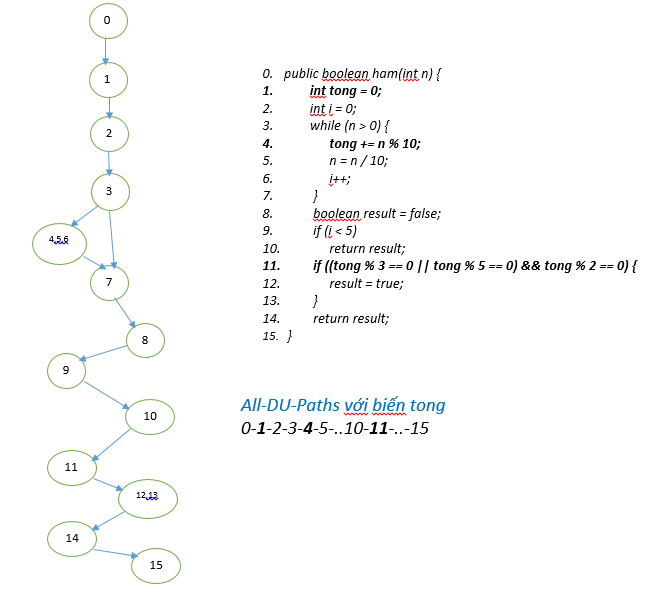 0
1
2
3
4,5,6
7
8
9
10
11
12,13
14
15
0. public boolean ham(int n) {
1. int tong = 0;
2. int i = 0;
3. while (n > 0) {
4. tong += n % 10;
5. n = n / 10;
6. i++;
7. }
8. boolean result = false;
9. if (i < 5)
10. return result;
11. if ((tong % 3 == 0 || tong % 5 == 0) && tong % 2 == 0) {
12. result = true;
13. }
14. return result;
15. }
All-DU-Paths với biến tong
0-1-2-3-4-5-..10-11-..-15